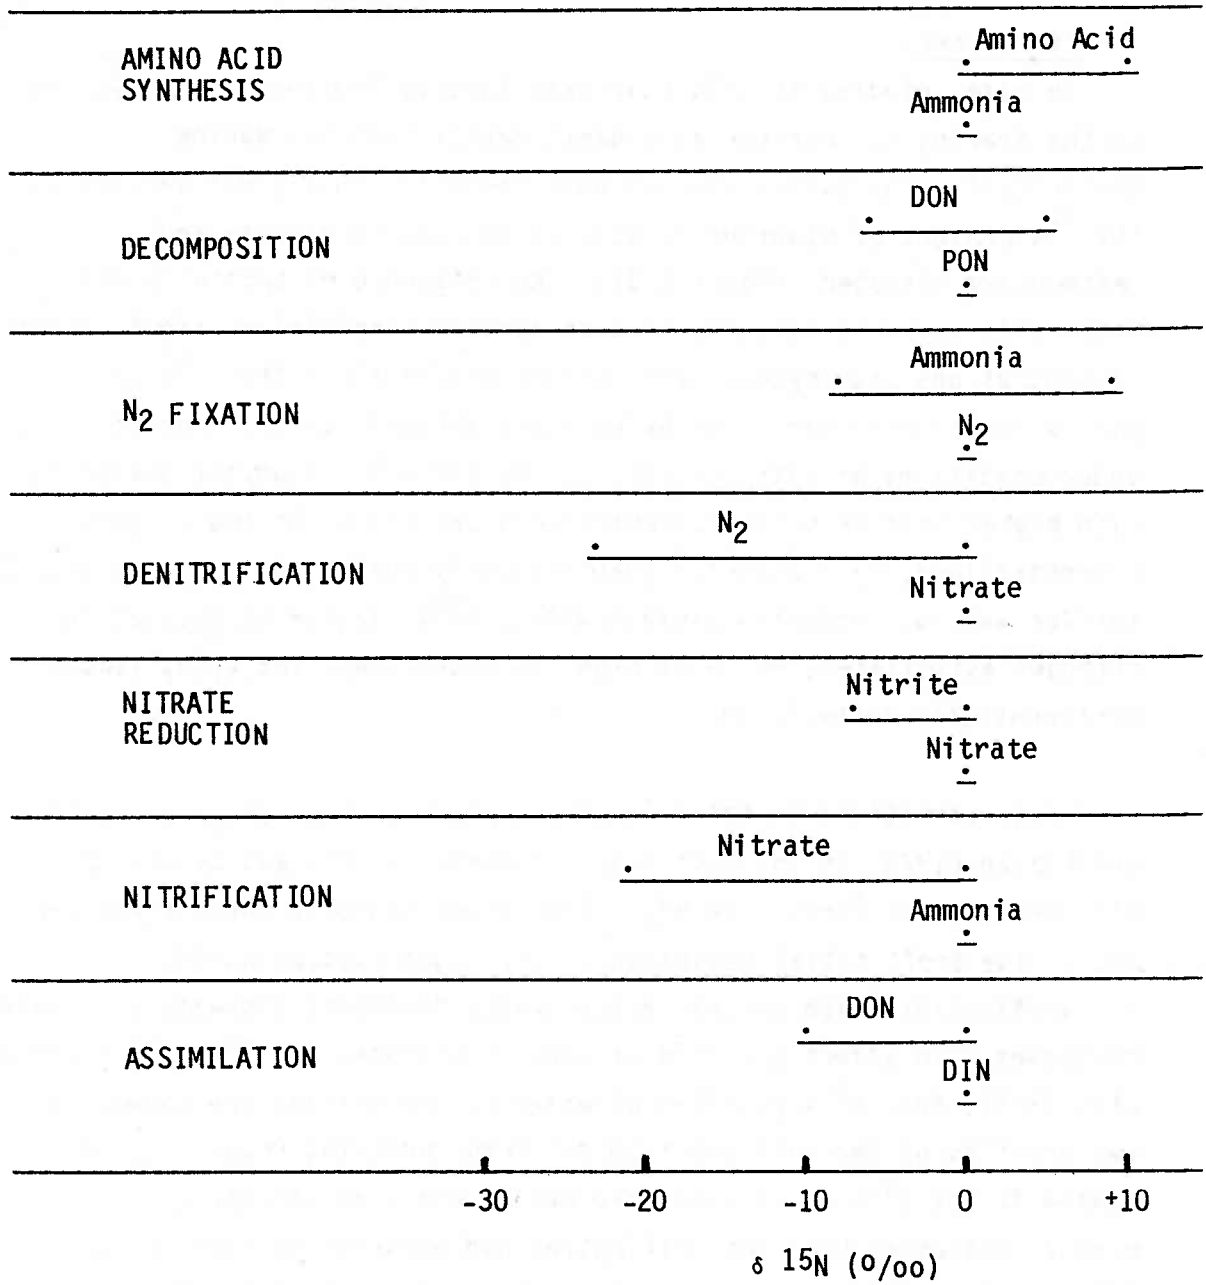 Amino Acid
AMINO ACID
SYNTHESIS
Ammonia
DON
DECOMPOSITION
PON
Ammonia
N2 FIXATION
N2
N2
DENITRIFICATION
Nitrate
Nitrite
NITRATE
REDUCTION
Nitrate
Nitrate
NITRIFICATION
Ammonia
DON
ASSIMILATION
DIN
-30 -20 -10 0 +10
δ 15N (o/oo)